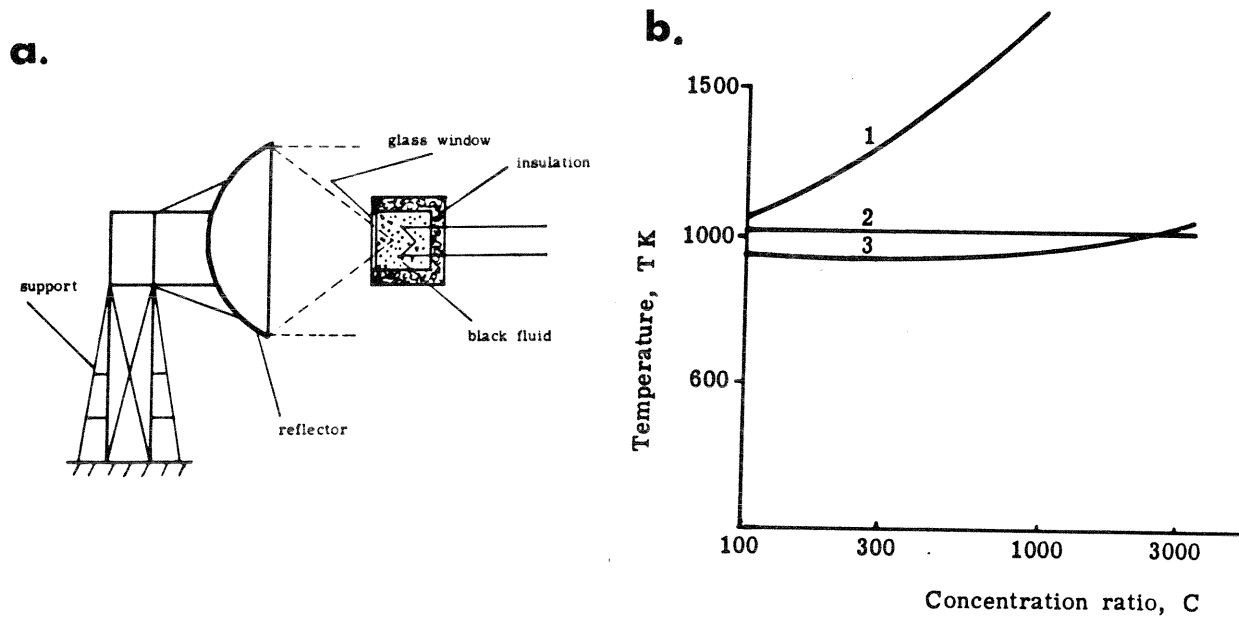 a.
glass window
insulation
support
black fluid
reflector
b.
1500
1000
600
Temperature, T K
1
2
3
100
300
1000
3000
Concentration ratio, C